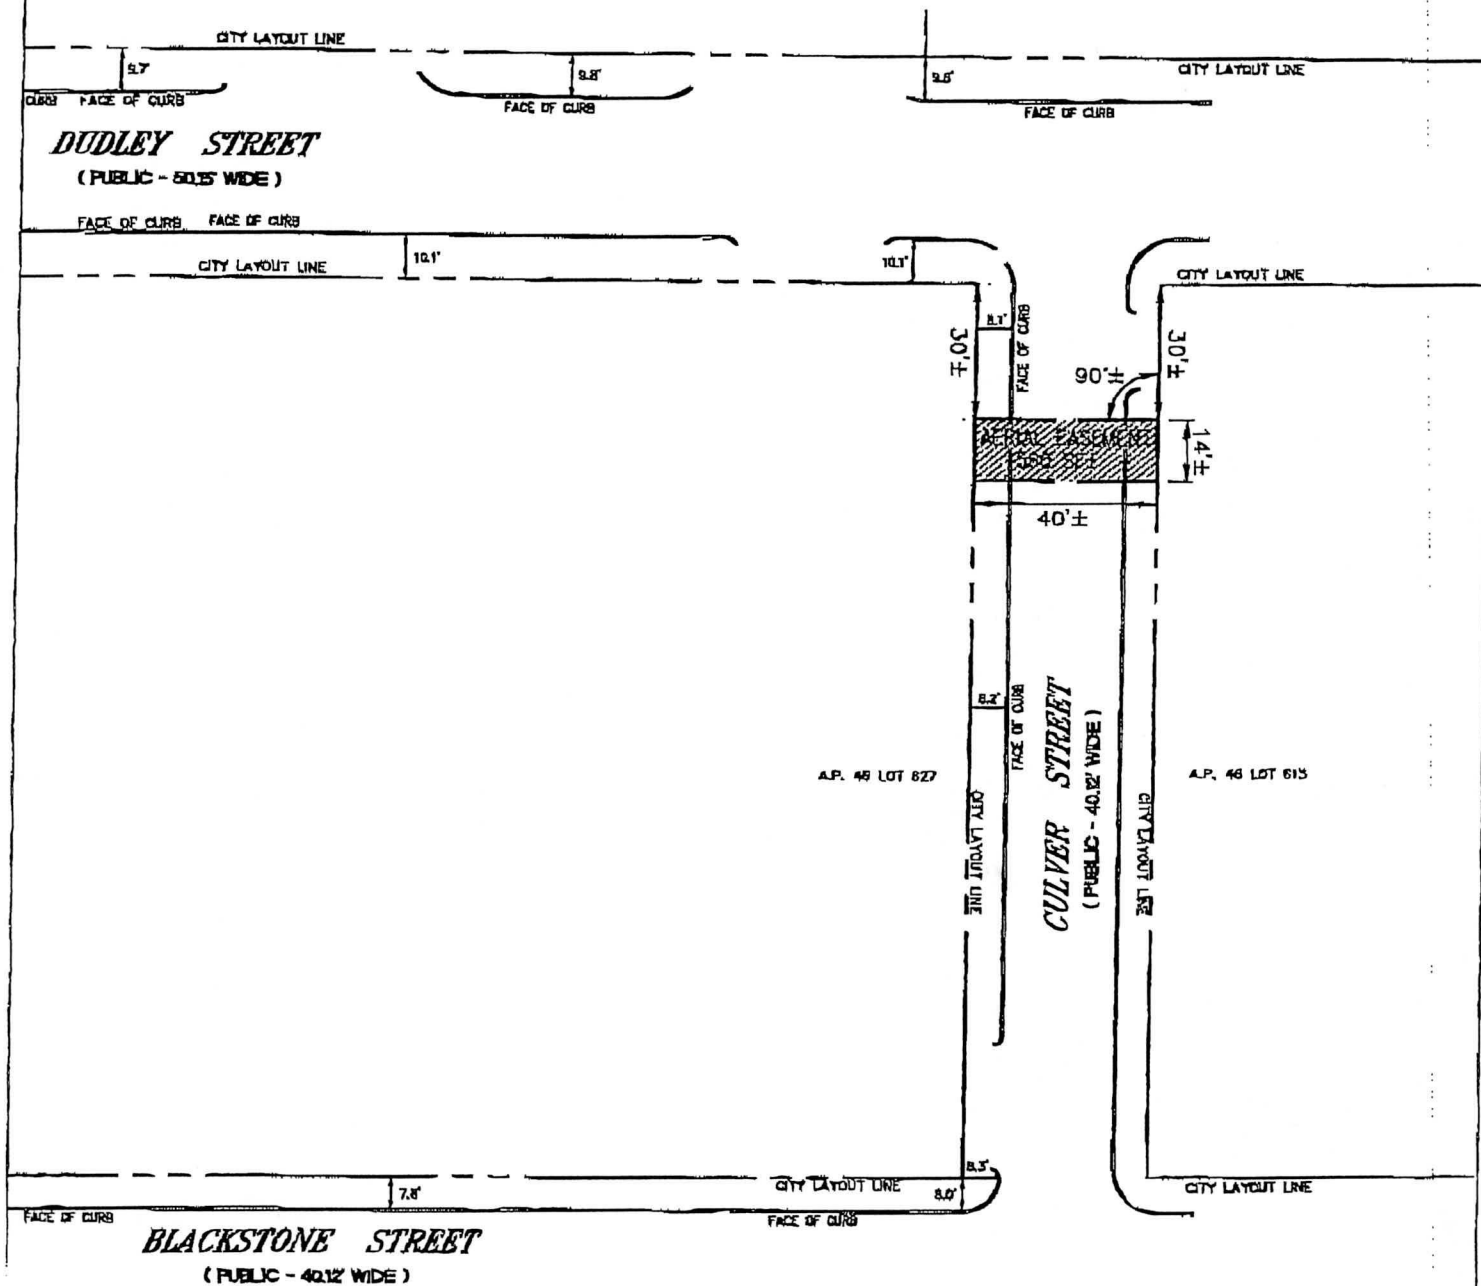 CITY LAYOUT LINE
9.7'
9.8'
CITY LAYOUT LINE
CURB FACE OF CURB
FACE OF CURB
FACE OF CURB
DUDLEY STREET
( PUBLIC - 50.15' WIDE )
FACE OF CURB FACE OF CURB
10.1'
CITY LAYOUT LINE
10.1'
CITY LAYOUT LINE
8.1'
FACE OF CURB
30'±
30'±
90°±
AERIAL EASEMENT
560 SF±
14'±
40'±
8.2'
FACE OF CURB
CULVER STREET
( PUBLIC - 40.12' WIDE )
A.P. 46 LOT
A.P. 46 LOT
CITY LAYOUT LINE
CITY LAYOUT LINE
8.3'
7.8'
CITY LAYOUT LINE
8.0'
CITY LAYOUT LINE
FACE OF CURB
FACE OF CURB
BLACKSTONE STREET
( PUBLIC - 40.12' WIDE )